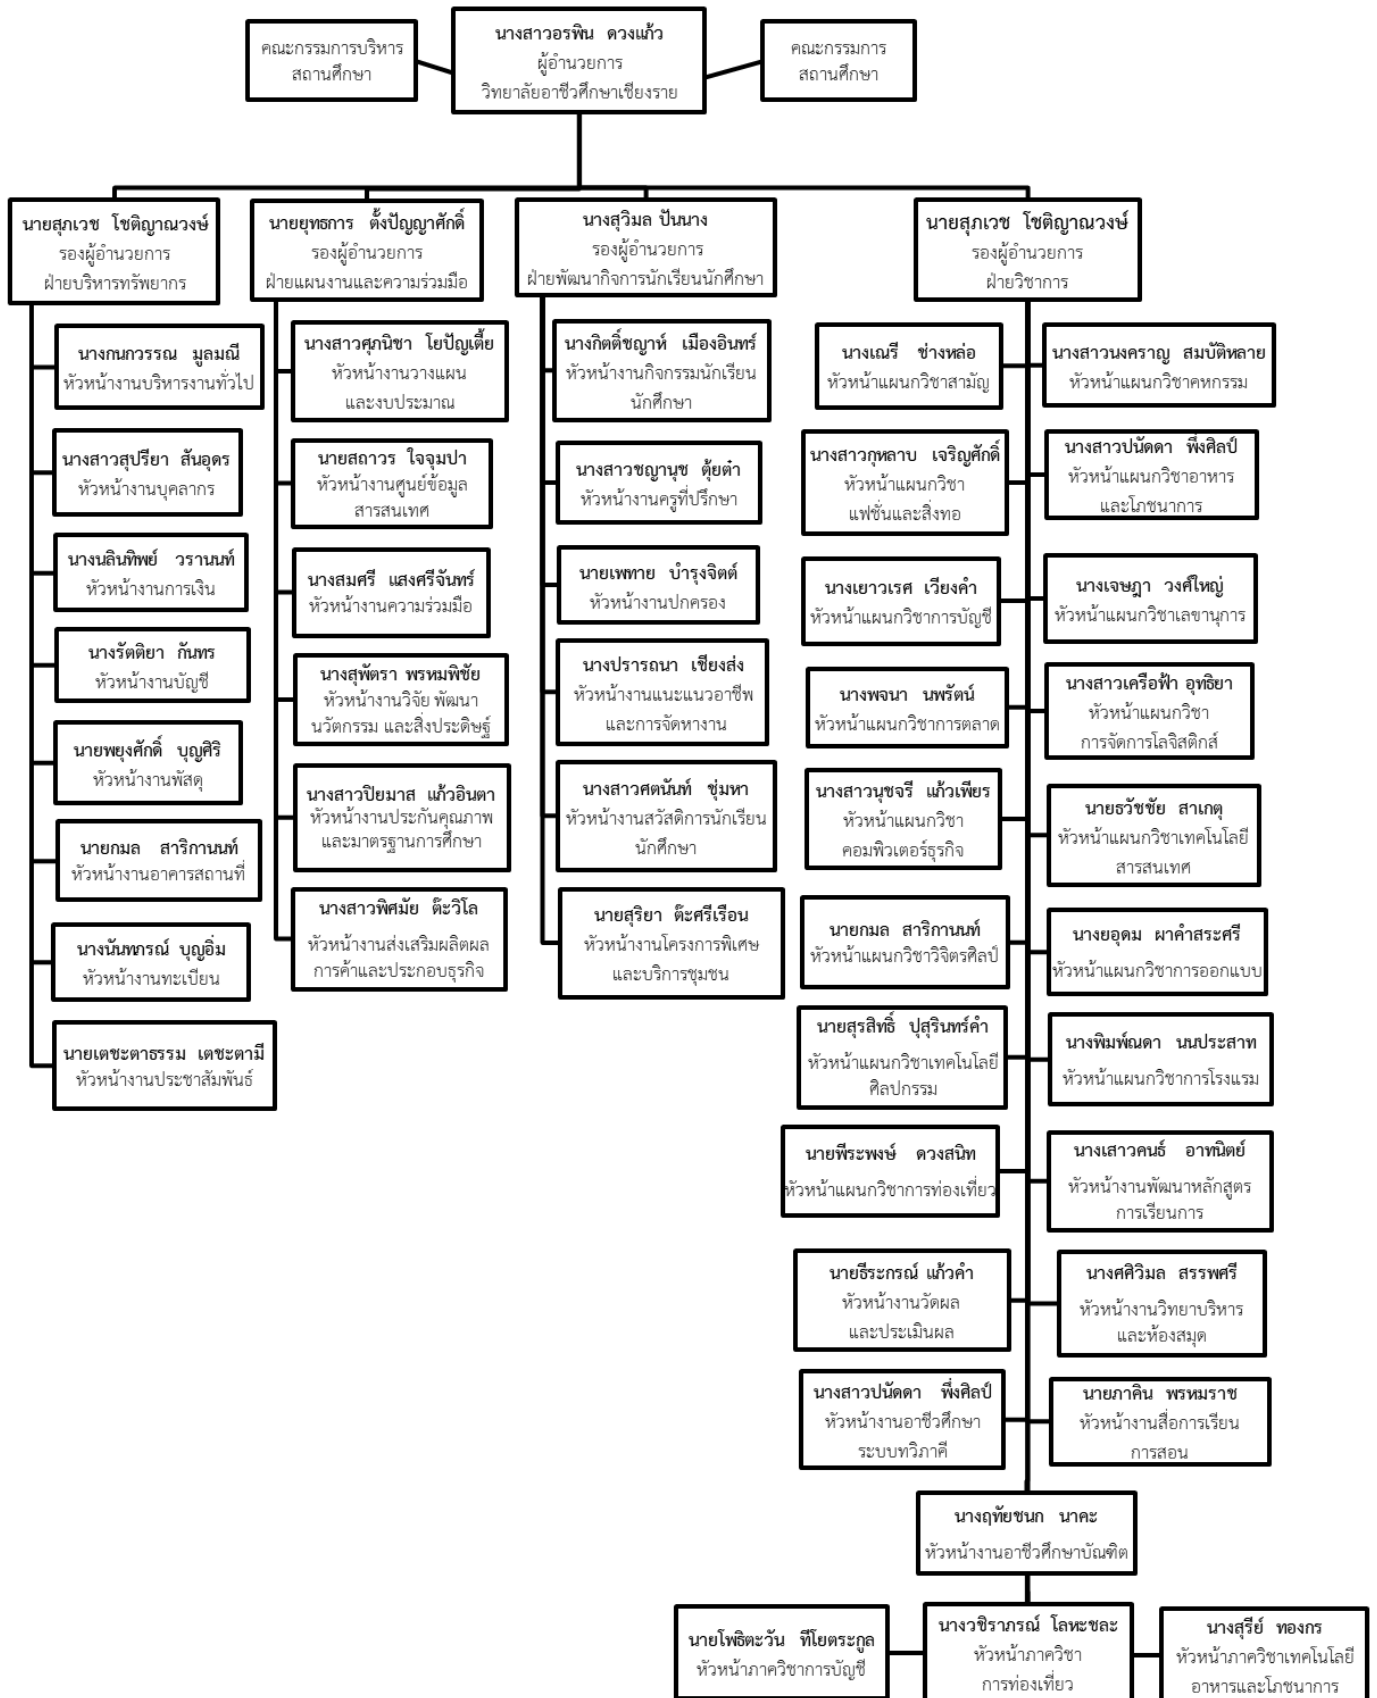 คณะกรรมการบริหาร
สถานศึกษา
นางสาวอรพิน ดวงแก้ว
ผู้อำนวยการ
วิทยาลัยอาชีวศึกษาเชียงราย
คณะกรรมการ
สถานศึกษา
นายสุภเวช โชติญาณวงษ์
รองผู้อำนวยการ
ฝ่ายบริหารทรัพยากร
นางกนกวรรณ มูลมณี
หัวหน้างานบริหารงานทั่วไป
นางสาวสุปรียา สันอุดร
หัวหน้างานบุคลากร
นางนลินทิพย์ วรานนท์
หัวหน้างานการเงิน
นางรัตติยา กันทร
หัวหน้างานบัญชี
นายพยุงศักดิ์ บุญศิริ
หัวหน้างานพัสดุ
นายกมล สาริกานนท์
หัวหน้างานอาคารสถานที่
นางนันทภรณ์ บุญอิ่ม
หัวหน้างานทะเบียน
นายเตชะตาธรรม เตชะตามี
หัวหน้างานประชาสัมพันธ์
นายยุทธการ ตั้งปัญญาศักดิ์
รองผู้อำนวยการ
ฝ่ายแผนงานและความร่วมมือ
นางสาวศุภนิชา โยปัญเตี้ย
หัวหน้างานวางแผน
และงบประมาณ
นายสถาวร ใจจุมปา
หัวหน้างานศูนย์ข้อมูล
สารสนเทศ
นางสมศรี แสงศรีจันทร์
หัวหน้างานความร่วมมือ
นางสุพัตรา พรหมพิชัย
หัวหน้างานวิจัย พัฒนา
นวัตกรรม และสิ่งประดิษฐ์
นางสาวปิยมาส แก้วอินตา
หัวหน้างานประกันคุณภาพ
และมาตรฐานการศึกษา
นางสาวพิศมัย ต๊ะวิโล
หัวหน้างานส่งเสริมผลิตผล
การค้าและประกอบธุรกิจ
นางสุวิมล ปันนาง
รองผู้อำนวยการ
ฝ่ายพัฒนากิจการนักเรียนนักศึกษา
นางกิตติ์ชญาห์ เมืองอินทร์
หัวหน้างานกิจกรรมนักเรียน
นักศึกษา
นางสาวชญานุช ตุ้ยต๋า
หัวหน้างานครูที่ปรึกษา
นายเพทาย บำรุงจิตต์
หัวหน้างานปกครอง
นางปรารถนา เชียงส่ง
หัวหน้างานแนะแนวอาชีพ
และการจัดหางาน
นางสาวศตนันท์ ชุ่มหา
หัวหน้างานสวัสดิการนักเรียน
นักศึกษา
นายสุริยา ต๊ะศรีเรือน
หัวหน้างานโครงการพิเศษ
และบริการชุมชน
นายสุภเวช โชติญาณวงษ์
รองผู้อำนวยการ
ฝ่ายวิชาการ
นางเณรี ช่างหล่อ
หัวหน้าแผนกวิชาสามัญ
นางสาวนงคราญ สมบัติหลาย
หัวหน้าแผนกวิชาคหกรรม
นางสาวกุหลาบ เจริญศักดิ์
หัวหน้าแผนกวิชา
แฟชั่นและสิ่งทอ
นางสาวปนัดดา พึ่งศิลป์
หัวหน้าแผนกวิชาอาหาร
และโภชนาการ
นางเยาวเรศ เวียงคำ
หัวหน้าแผนกวิชาการบัญชี
นางเจษฎา วงศ์ใหญ่
หัวหน้าแผนกวิชาเลขานุการ
นางพจนา นพรัตน์
หัวหน้าแผนกวิชาการตลาด
นางสาวเครือฟ้า อุทธิยา
หัวหน้าแผนกวิชา
การจัดการโลจิสติกส์
นางสาวนุชจรี แก้วเพียร
หัวหน้าแผนกวิชา
คอมพิวเตอร์ธุรกิจ
นายธวัชชัย สาเกตุ
หัวหน้าแผนกวิชาเทคโนโลยี
สารสนเทศ
นายกมล สาริกานนท์
หัวหน้าแผนกวิชาวิจิตรศิลป์
นางยอุดม ผาคำสระศรี
หัวหน้าแผนกวิชาการออกแบบ
นายสุรสิทธิ์ ปุสุรินทร์คำ
หัวหน้าแผนกวิชาเทคโนโลยี
ศิลปกรรม
นางพิมพ์ณดา นนประสาท
หัวหน้าแผนกวิชาการโรงแรม
นายพีระพงษ์ ดวงสนิท
หัวหน้าแผนกวิชาการท่องเที่ยว
นางเสาวคนธ์ อาทนิตย์
หัวหน้างานพัฒนาหลักสูตร
การเรียนการ
นายธีระกรณ์ แก้วคำ
หัวหน้างานวัดผล
และประเมินผล
นางศศิวิมล สรรพศรี
หัวหน้างานวิทยาบริหาร
และห้องสมุด
นางสาวปนัดดา พึ่งศิลป์
หัวหน้างานอาชีวศึกษา
ระบบทวิภาคี
นายภาคิน พรหมราช
หัวหน้างานสื่อการเรียน
การสอน
นางฤทัยชนก นาคะ
หัวหน้างานอาชีวศึกษาบัณฑิต
นายโพธิตะวัน ทีโยตระกูล
หัวหน้าภาควิชาการบัญชี
นางวชิราภรณ์ โลหะชละ
หัวหน้าภาควิชา
การท่องเที่ยว
นางสุรีย์ ทองกร
หัวหน้าภาควิชาเทคโนโลยี
อาหารและโภชนาการ